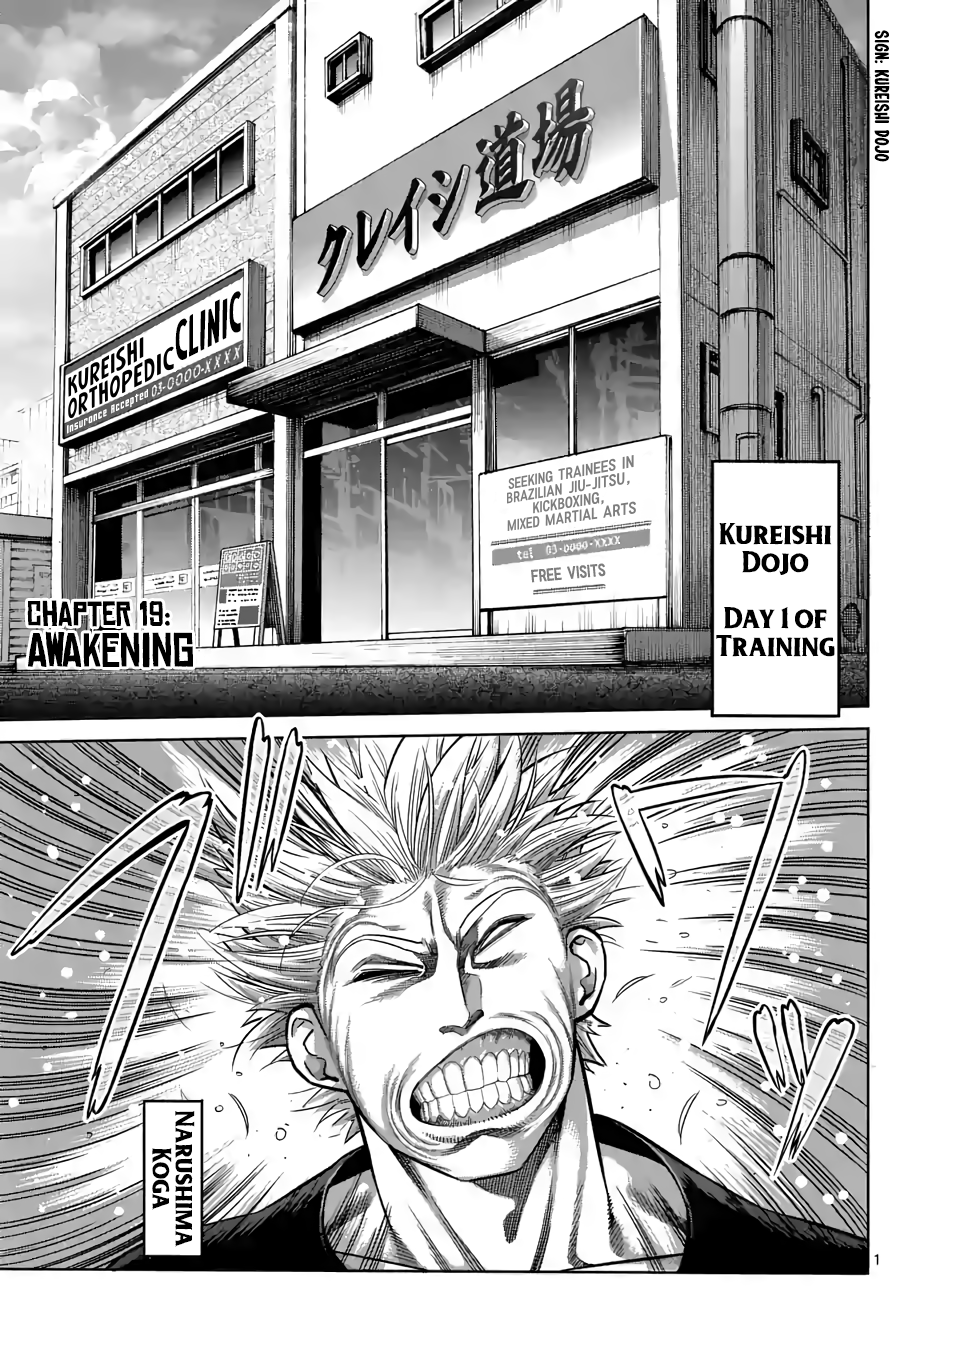 SIGN: KUREISHI DOJO
クレイシ道場
KUREISHI
ORTHOPEDIC CLINIC
Insurance Accepted 03-0000-XXXX
SEEKING TRAINEES IN
BRAZILIAN JIU-JITSU,
KICKBOXING,
MIXED MARTIAL ARTS
tel 03-0000-XXXX
FREE VISITS
KUREISHI
DOJO
DAY 1 OF
TRAINING
CHAPTER 19:
AWAKENING
NARUSHIMA
KOGA
1